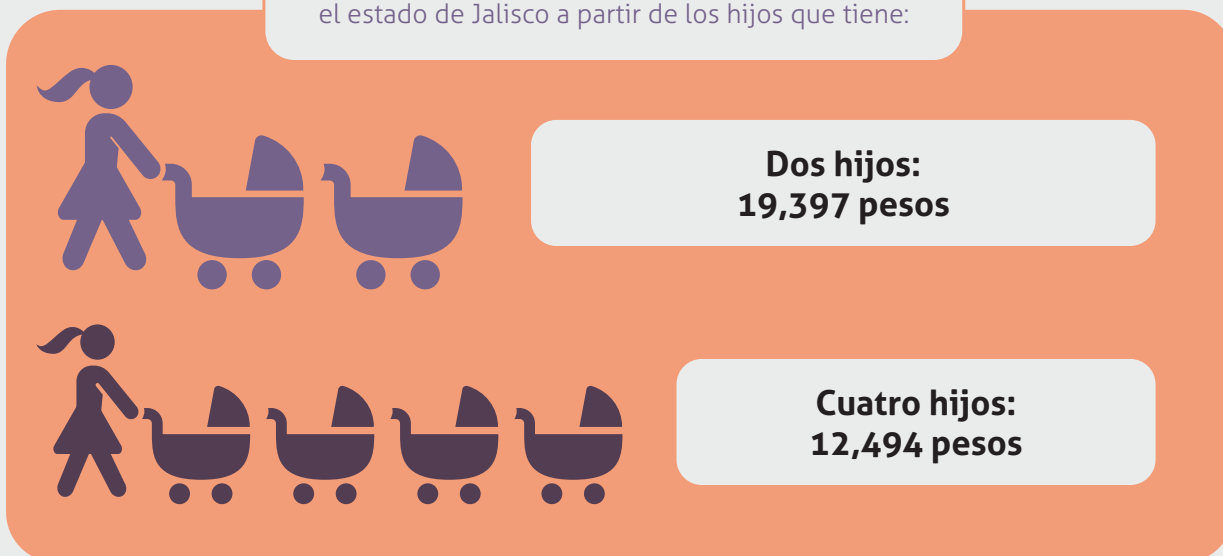 el estado de Jalisco a partir de los hijos que tiene:
Dos hijos:
19,397 pesos
Cuatro hijos:
12,494 pesos